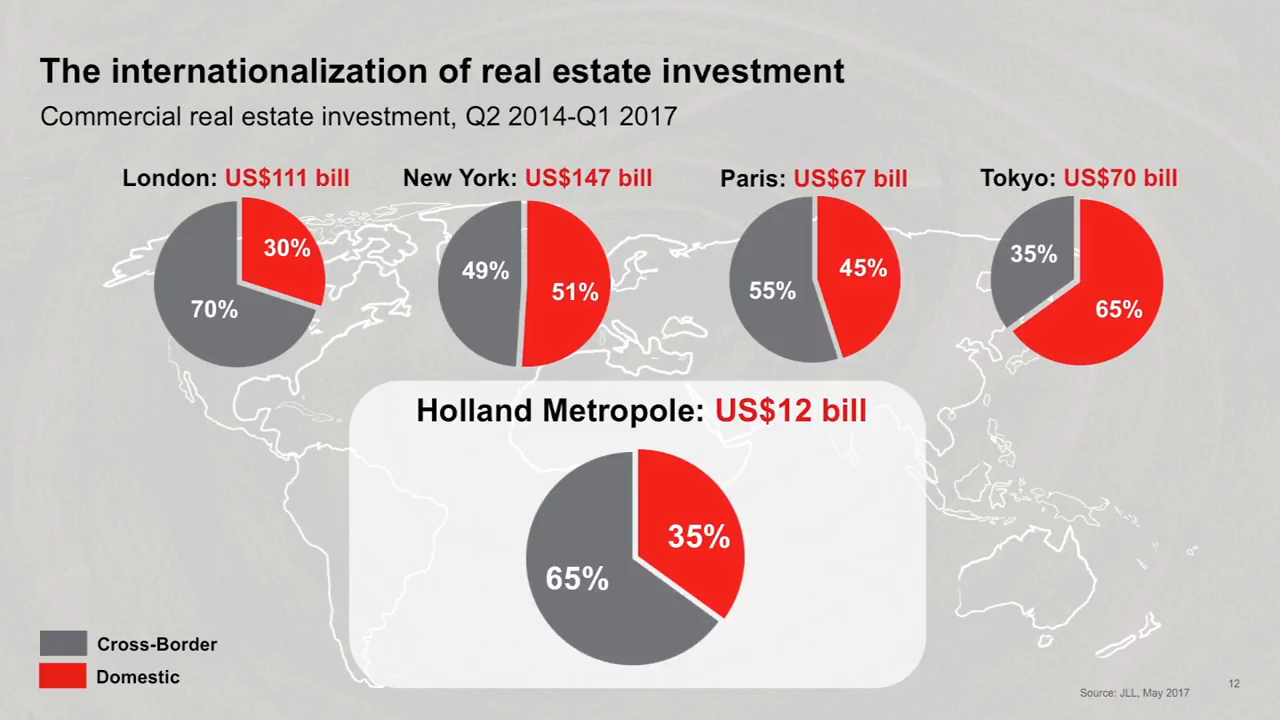 The internationalization of real estate investment
Commercial real estate investment, Q2 2014-Q1 2017
London: US$111 bill
New York: US$147 bill
Paris: US$67 bill
Tokyo: US$70 bill
30%
70%
49%
51%
55%
45%
35%
65%
Holland Metropole: US$12 bill
35%
65%
Cross-Border
Domestic
Source: JLL, May 2017
12